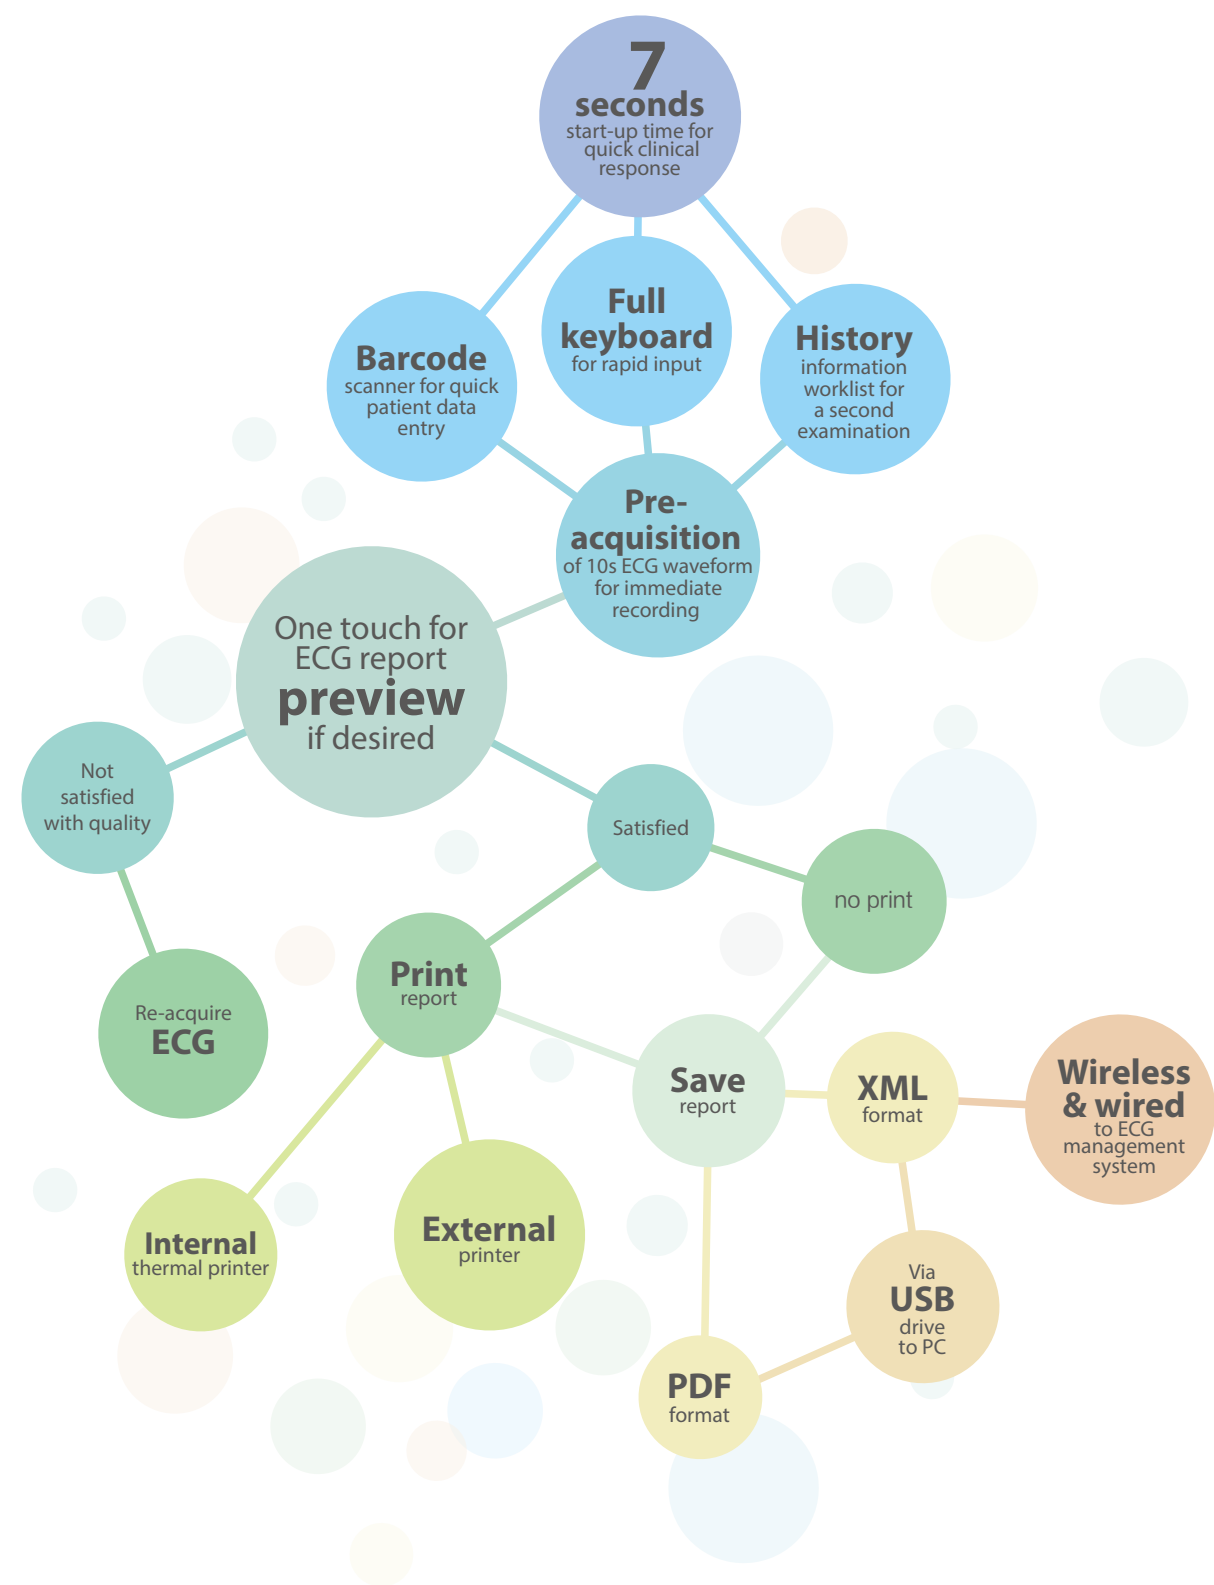 7
seconds
start-up time for
quick clinical
response
Full
keyboard
for rapid input
Barcode
scanner for quick
patient data
entry
History
information
worklist for
a second
examination
Pre-
acquisition
of 10s ECG waveform
for immediate
recording
One touch for
ECG report
preview
if desired
Not
satisfied
with quality
Satisfied
no print
Print
report
Re-acquire
ECG
Save
report
XML
format
Wireless
& wired
to ECG
management
system
Internal
thermal printer
External
printer
Via
USB
drive
to PC
PDF
format